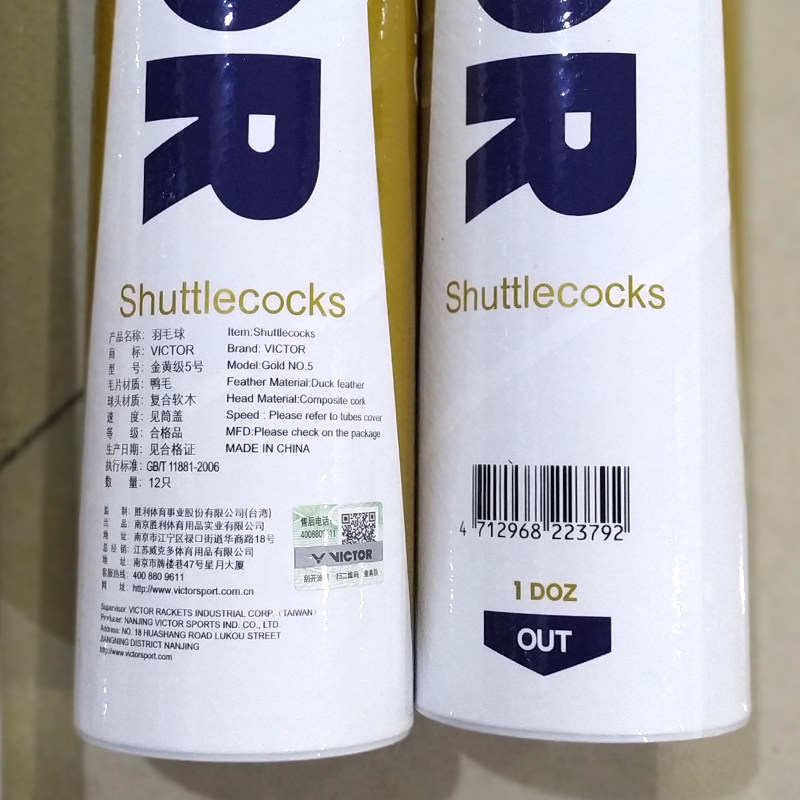 OR
Shuttlecocks
产品名称: 羽毛球 Item:Shuttlecocks
商 标: VICTOR Brand: VICTOR
型 号: 金黄级5号 Model:Gold NO.5
毛片材质: 鸭毛 Feather Material:Duck feather
球头材质: 复合软木 Head Material:Composite cork
速 度: 见筒盖 Speed : Please refer to tubes cover
等 级: 合格品 MFD:Please check on the package
生产日期: 见合格证 MADE IN CHINA
执行标准: GB/T 11881-2006
数 量: 12只
监 制: 胜利体育事业股份有限公司(台湾)
出 品: 南京胜利体育用品实业有限公司
地 址: 南京市江宁区禄口街道华商路18号
总 经 销: 江苏威克多体育用品有限公司
地 址: 南京市牌楼巷47号星月大厦
客服热线: 400 880 9611
网 址: http://www.victorsport.com.cn
Supervisor: VICTOR RACKETS INDUSTRIAL CORP. (TAIWAN)
Producer: NANJING VICTOR SPORTS IND. CO., LTD.
Address: NO. 18 HUASHANG ROAD LUKOU STREET
JIANGNING DISTRICT NANJING
http://www.victorsport.com
售后电话
VICTOR
OR
Shuttlecocks
4 712968 223792
1 DOZ
OUT